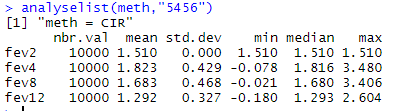 > analyselist(meth,"5456")
[1] "meth = CIR"
nbr.val mean std.dev min median max
fev2 10000 1.510 0.000 1.510 1.510 1.510
fev4 10000 1.823 0.429 -0.078 1.816 3.480
fev8 10000 1.683 0.468 -0.021 1.680 3.406
fev12 10000 1.292 0.327 -0.180 1.293 2.604